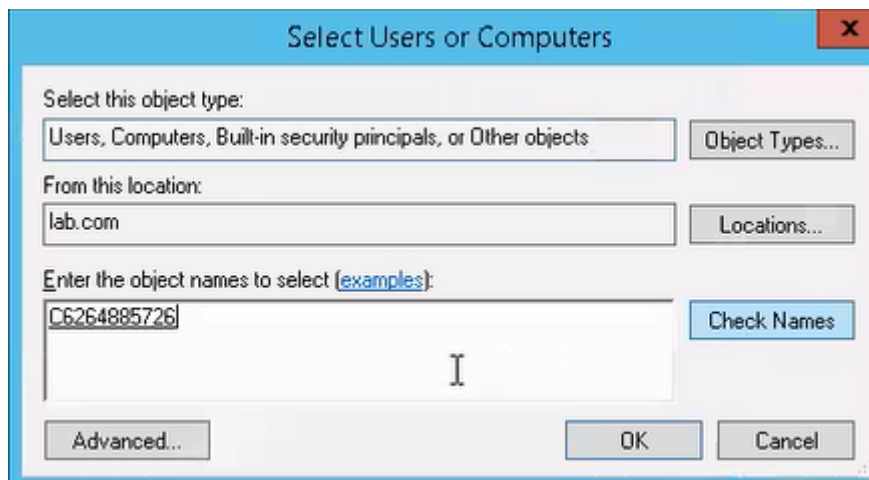 Select Users or Computers
x
Select this object type:
Users, Computers, Built-in security principals, or Other objects
Object Types...
From this location:
lab.com
Locations...
Enter the object names to select (examples):
C6264885726
Check Names
Advanced...
OK
Cancel